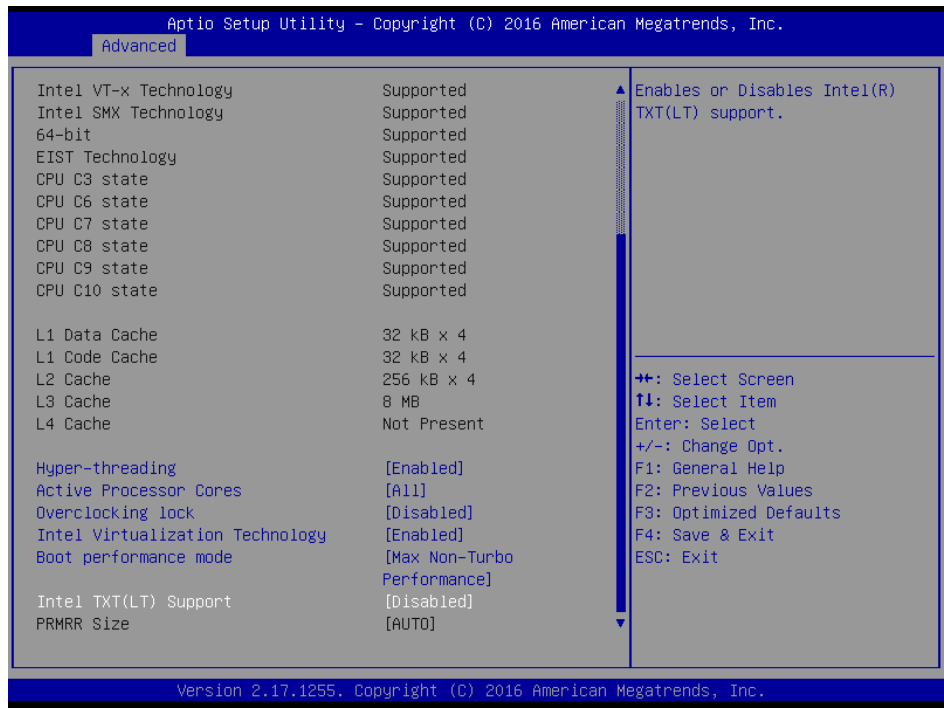 Aptio Setup Utility – Copyright (C) 2016 American Megatrends, Inc.
Advanced
Intel VT-x Technology Supported
Intel SMX Technology Supported
64-bit Supported
EIST Technology Supported
CPU C3 state Supported
CPU C6 state Supported
CPU C7 state Supported
CPU C8 state Supported
CPU C9 state Supported
CPU C10 state Supported
L1 Data Cache 32 kB x 4
L1 Code Cache 32 kB x 4
L2 Cache 256 kB x 4
L3 Cache 8 MB
L4 Cache Not Present
Hyper-threading [Enabled]
Active Processor Cores [All]
Overclocking lock [Disabled]
Intel Virtualization Technology [Enabled]
Boot performance mode [Max Non-Turbo
Performance]
Intel TXT(LT) Support [Disabled]
PRMRR Size [AUTO]
Enables or Disables Intel(R)
TXT(LT) support.
→←: Select Screen
↑↓: Select Item
Enter: Select
+/-: Change Opt.
F1: General Help
F2: Previous Values
F3: Optimized Defaults
F4: Save & Exit
ESC: Exit
Version 2.17.1255. Copyright (C) 2016 American Megatrends, Inc.